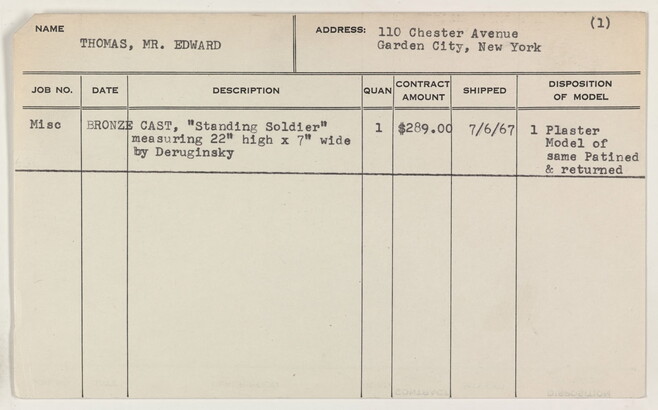 (1)
NAME
THOMAS, MR. EDWARD
ADDRESS: 110 Chester Avenue
Garden City, New York
JOB NO. DATE DESCRIPTION QUAN CONTRACT AMOUNT SHIPPED DISPOSITION OF MODEL
Misc BRONZE CAST, "Standing Soldier" 1 $289.00 7/6/67 1 Plaster
measuring 22" high x 7" wide Model of
by Deruginsky same Patined
& returned